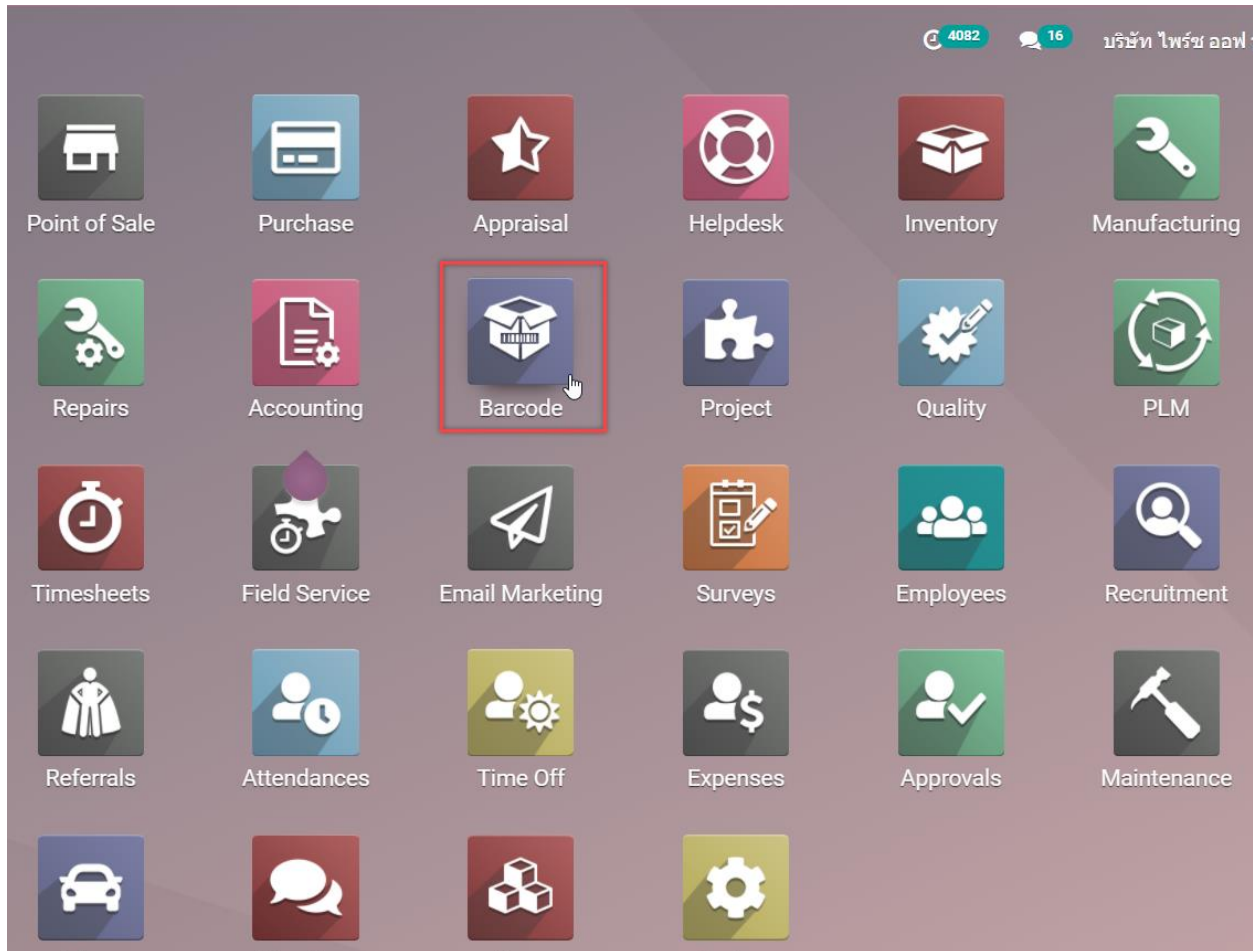 4082 16 บริษัท ไพร์ซ ออฟ
Point of Sale Purchase Appraisal Helpdesk Inventory Manufacturing
Repairs Accounting Barcode Project Quality PLM
Timesheets Field Service Email Marketing Surveys Employees Recruitment
Referrals Attendances Time Off Expenses Approvals Maintenance